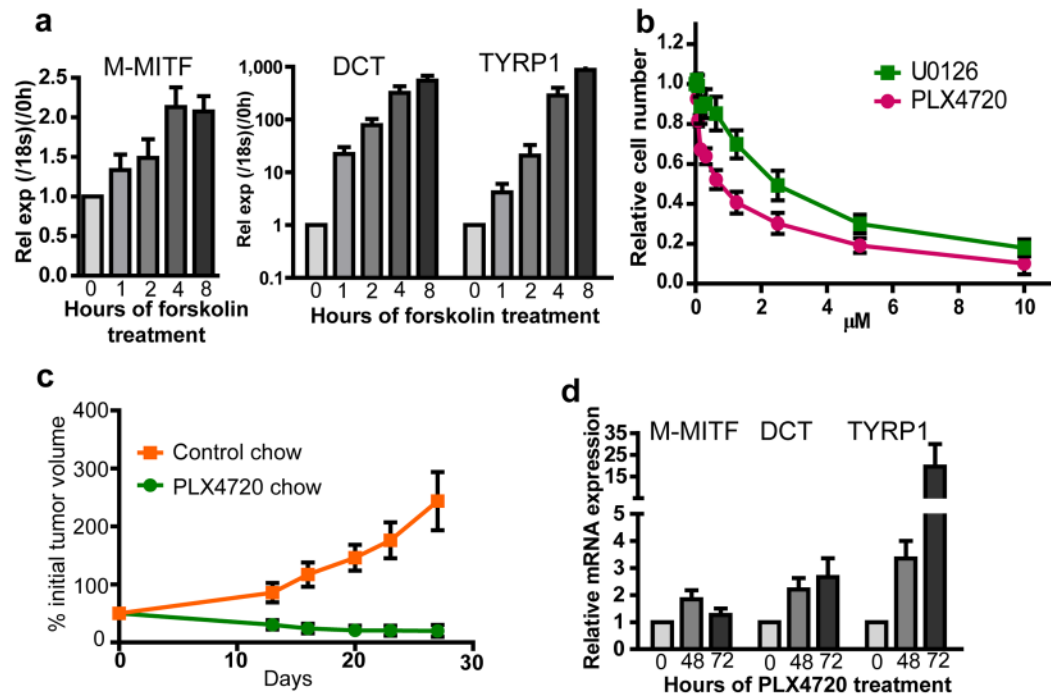 a
M-MITF
Rel exp (/18s)(/0h)
2.5
2.0
1.5
1.0
0.5
0.0
0 1 2 4 8
Hours of forskolin
treatment
DCT TYRP1
Rel exp (/18s)(/0h)
1,000
100
10
1
0.1
0 1 2 4 8 0 1 2 4 8
Hours of forskolin treatment
b
Relative cell number
1.2
1.0
0.8
0.6
0.4
0.2
0.0
U0126
PLX4720
0 2 4 6 8 10
µM
c
% initial tumor volume
400
300
200
100
50
0
Control chow
PLX4720 chow
0 10 20 30
Days
d
M-MITF DCT TYRP1
Relative mRNA expression
35
25
15
5
4
3
2
1
0
0 48 72 0 48 72 0 48 72
Hours of PLX4720 treatment